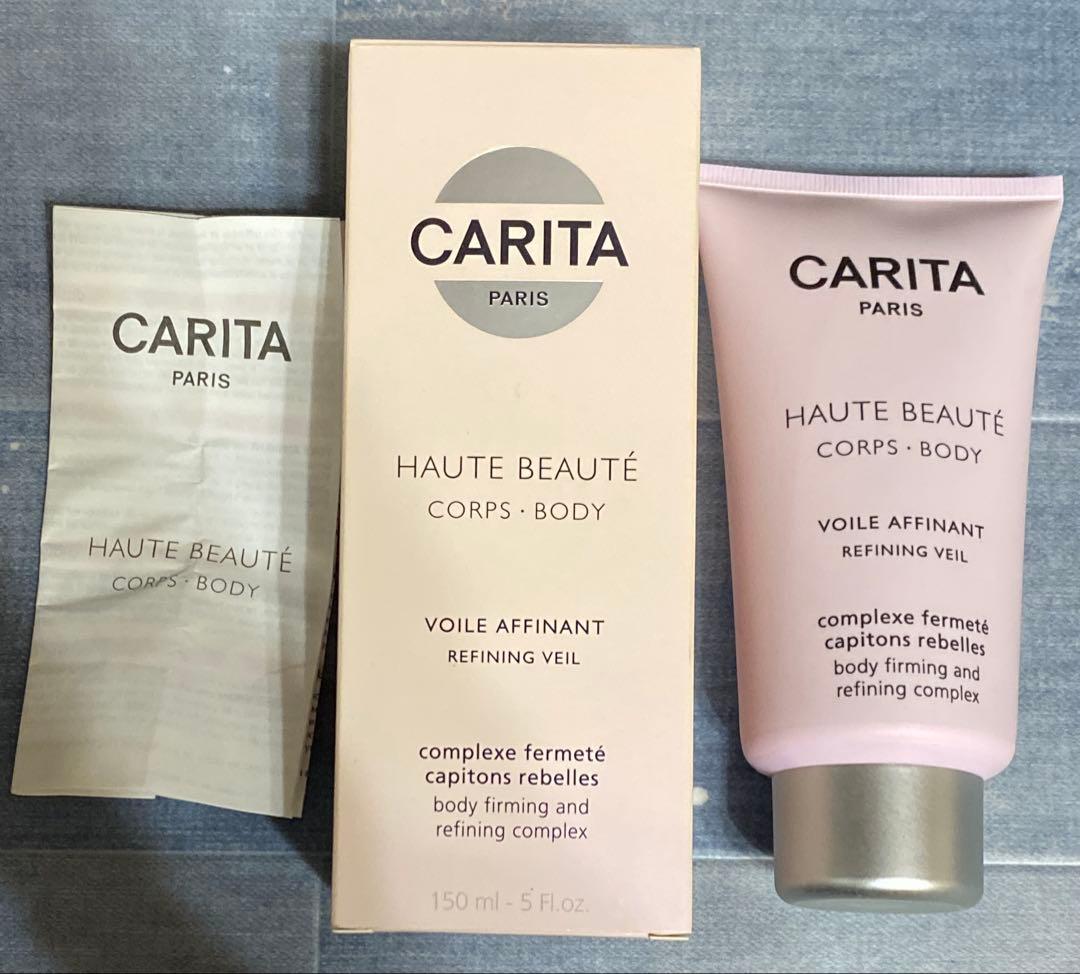 CARITA
PARIS
HAUTE BEAUTÉ
CORPS · BODY
CARITA
PARIS
HAUTE BEAUTÉ
CORPS · BODY
VOILE AFFINANT
REFINING VEIL
complexe fermeté
capitons rebelles
body firming and
refining complex
150 ml - 5 Fl.oz.
CARITA
PARIS
HAUTE BEAUTÉ
CORPS · BODY
VOILE AFFINANT
REFINING VEIL
complexe fermeté
capitons rebelles
body firming and
refining complex